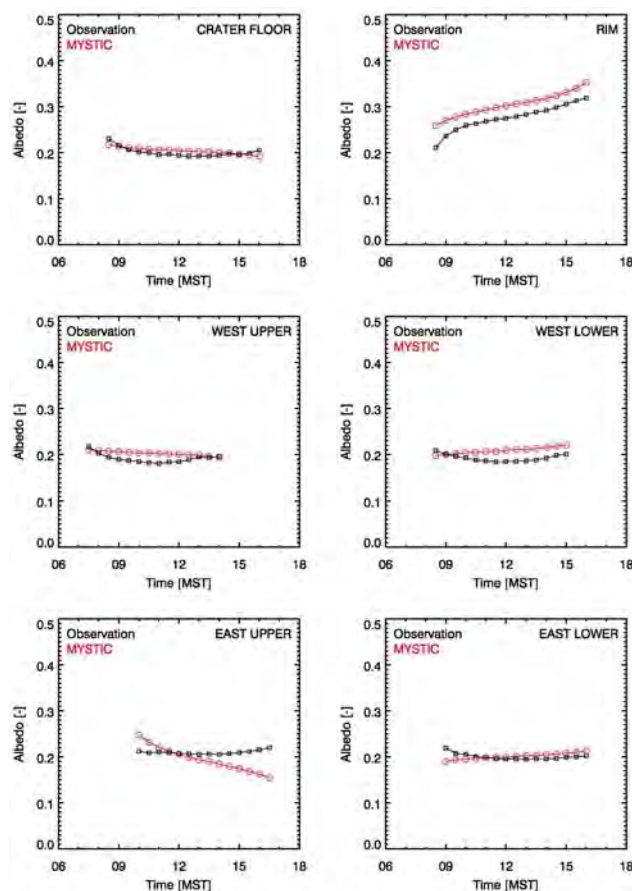 0.5
Observation CRATER FLOOR
MYSTIC
0.4
0.3
0.2
0.1
0.0
Albedo [-]
06 09 12 15 18
Time [MST]
0.5
Observation RIM
MYSTIC
0.4
0.3
0.2
0.1
0.0
Albedo [-]
06 09 12 15 18
Time [MST]
0.5
Observation WEST UPPER
MYSTIC
0.4
0.3
0.2
0.1
0.0
Albedo [-]
06 09 12 15 18
Time [MST]
0.5
Observation WEST LOWER
MYSTIC
0.4
0.3
0.2
0.1
0.0
Albedo [-]
06 09 12 15 18
Time [MST]
0.5
Observation EAST UPPER
MYSTIC
0.4
0.3
0.2
0.1
0.0
Albedo [-]
06 09 12 15 18
Time [MST]
0.5
Observation EAST LOWER
MYSTIC
0.4
0.3
0.2
0.1
0.0
Albedo [-]
06 09 12 15 18
Time [MST]